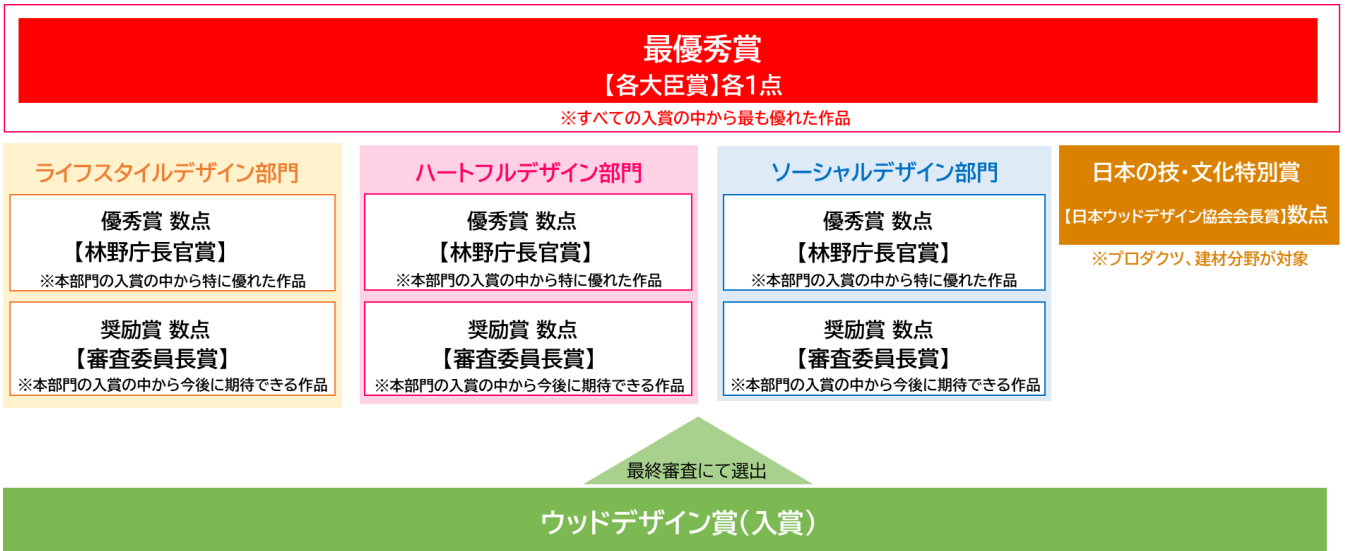 最優秀賞
【各大臣賞】各1点
※すべての入賞の中から最も優れた作品
ライフスタイルデザイン部門
優秀賞 数点
【林野庁長官賞】
※本部門の入賞の中から特に優れた作品
奨励賞 数点
【審査委員長賞】
※本部門の入賞の中から今後に期待できる作品
ハートフルデザイン部門
優秀賞 数点
【林野庁長官賞】
※本部門の入賞の中から特に優れた作品
奨励賞 数点
【審査委員長賞】
※本部門の入賞の中から今後に期待できる作品
ソーシャルデザイン部門
優秀賞 数点
【林野庁長官賞】
※本部門の入賞の中から特に優れた作品
奨励賞 数点
【審査委員長賞】
※本部門の入賞の中から今後に期待できる作品
日本の技・文化特別賞
【日本ウッドデザイン協会会長賞】数点
※プロダクツ、建材分野が対象
最終審査にて選出
ウッドデザイン賞(入賞)